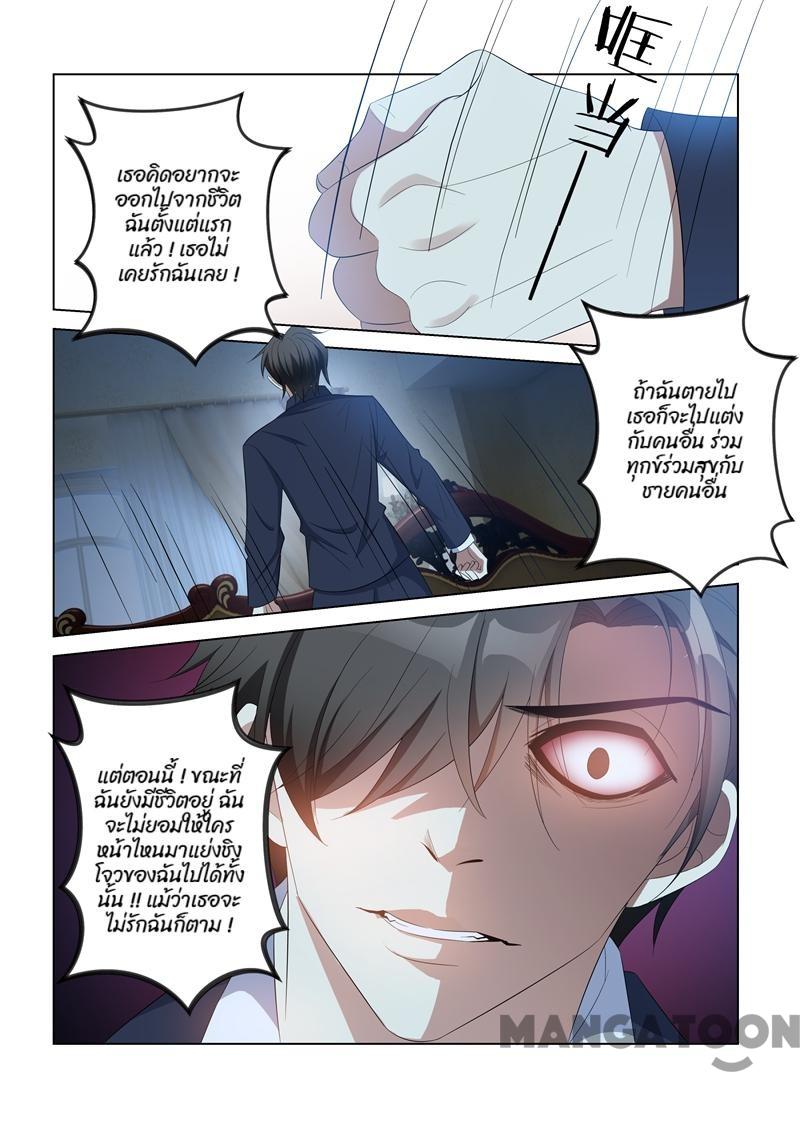 哐当—
เธอคิดอยากจะ
ออกไปจากชีวิต
ฉันตั้งแต่แรก
แล้ว ! เธอไม่
เคยรักฉันเลย !
ถ้าฉันตายไป
เธอก็จะไปแต่ง
กับคนอื่น ร่วม
ทุกข์ร่วมสุขกับ
ชายคนอื่น
แต่ตอนนี้ ! ขณะที่
ฉันยังมีชีวิตอยู่ ฉัน
จะไม่ยอมให้ใคร
หน้าไหนมาแย่งชิง
โจวของฉันไปได้ทั้ง
นั้น !! แม้ว่าเธอจะ
ไม่รักฉันก็ตาม !
MANGATOON